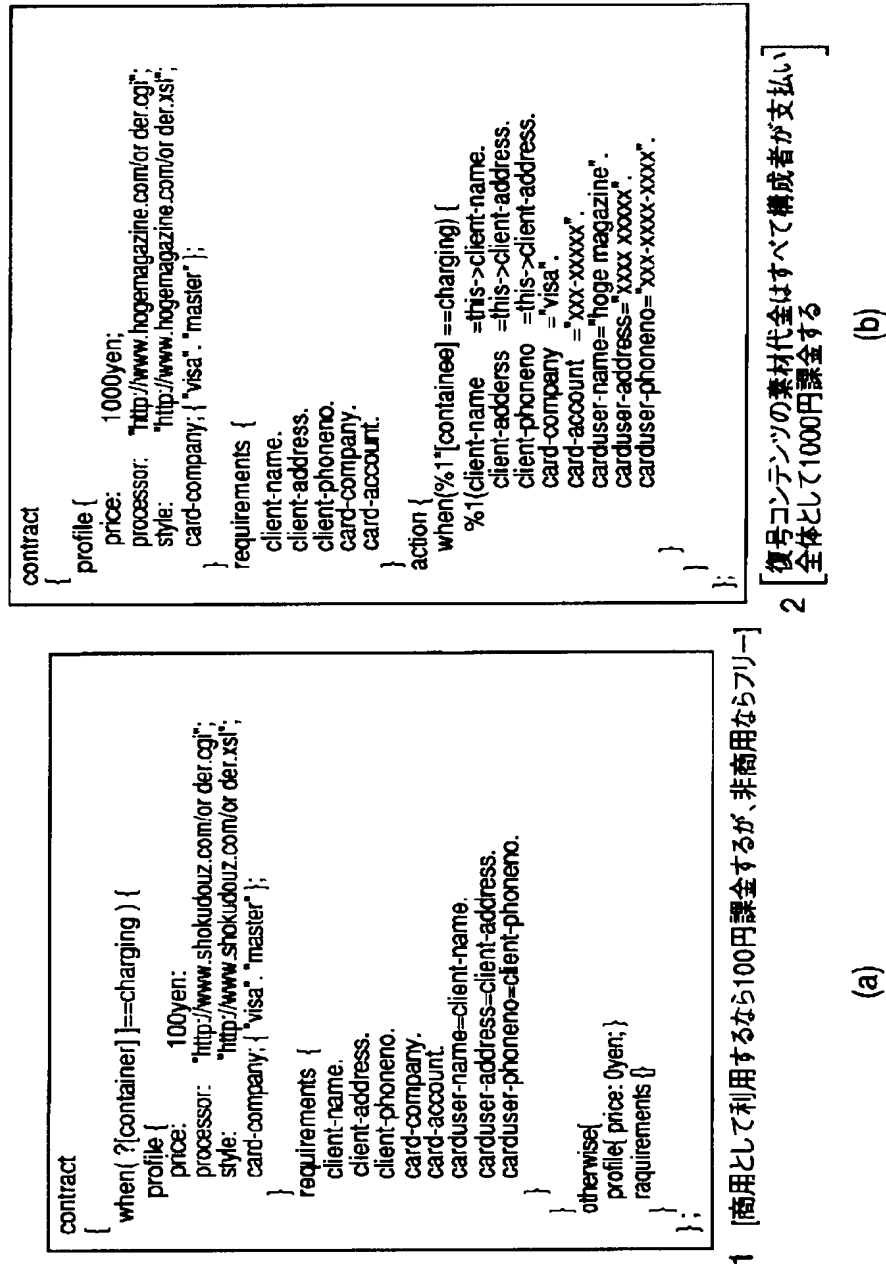 contract
{
when( ?[container] ]==charging ) {
profile {
price: 100yen:
processor: "http://www.shokudouz.com/or der.cgi";
style: "http://www.shokudouz.com/or der.xsl";
card-company; { "visa". "master" };
}
requirements {
client-name.
client-address.
client-phoneno.
card-company.
card-account.
carduser-name=client-name.
carduser-address=client-address.
carduser-phoneno=client-phoneno.
}
}
otherwise{
profile{ price: 0yen; }
raquirements {}
}
};
1 [商用として利用するなら100円課金するが、非商用ならフリー]
(a)
contract
{
profile {
price: 1000yen;
processor: "http://www.hogemagazine.com/or der.cgi";
style: "http://www.hogemagazine.com/or der.xsl";
card-company; { "visa". "master" };
}
requirements {
client-name.
client-address.
client-phoneno.
card-company.
card-account.
}
action {
when(%1*[containee] ==charging) {
%1(client-name =this->client-name.
client-adderss =this->client-address.
client-phoneno =this->client-address.
card-company ="visa".
card-account ="xxx-xxxxx".
carduser-name="hoge magazine".
carduser-address="xxxx xxxxx".
carduser-phoneno="xxx-xxxx-xxxx".
}
}
};
2 [復号コンテンツの素材代金はすべて構成者が支払い
全体として1000円課金する]
(b)